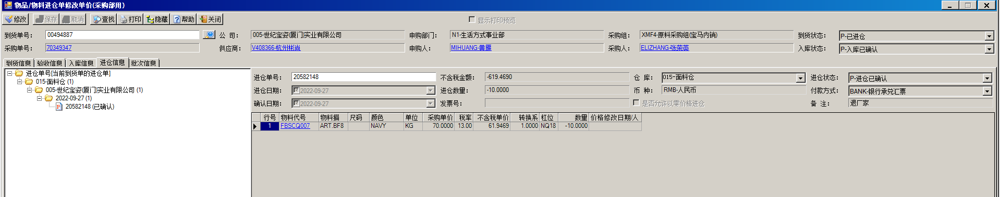 物品/物料进仓单修改单价(采购部用)
修改 保存 取消 查找 打印 隐藏 帮助 关闭 显示打印预览
到货单号: 00494887 公 司: 005-世纪宝姿(厦门)实业有限公司 申购部门: N1-生活方式事业部 采购组: XMF4-原料采购组(宝马内销) 到货状态: P-已进仓
采购单号: 70349347 供应商: V408366-杭州彬尚 申购人: MIHUANG-黄雁 采购人: ELIZHANG-张荣英 入库状态: P-入库已确认
到货信息 验收信息 入库信息 进仓信息 批次信息
进仓单号[当前到货单的进仓单]
015-面料仓 (1)
005-世纪宝姿(厦门)实业有限公司 (1)
2022-09-27 (1)
20582148 (已确认)
进仓单号: 20582148 不含税金额: -619.4690 仓 库: 015-面料仓 进仓状态: P-进仓已确认
进仓日期: 2022-09-27 进仓数量: -10.0000 币 种: RMB-人民币 付款方式: BANK-银行承兑汇票
确认日期: 2022-09-27 发票号: 是否允许以零价格进仓 备 注: 退厂家
行号 物料代号 物料描 尺码 颜色 单位 采购单价 税率 不含税单价 转换系 杠位 数量 价格修改日期/人
1 FBSCQ007 ART.BF8 NAVY KG 70.0000 13.00 61.9469 1.0000 NQ18 -10.0000